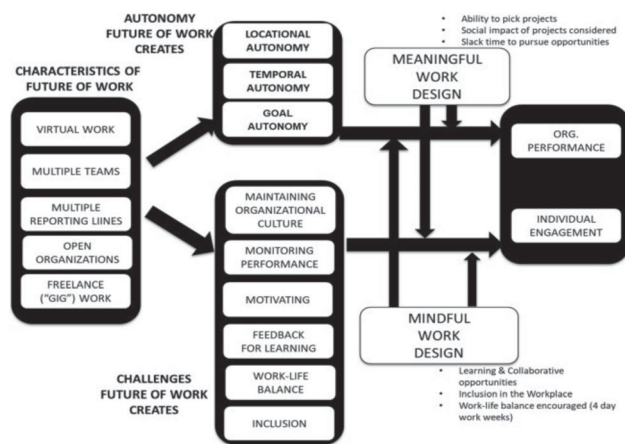 AUTONOMY
FUTURE OF WORK
CREATES
LOCATIONAL
AUTONOMY
TEMPORAL
AUTONOMY
GOAL
AUTONOMY
• Ability to pick projects
• Social impact of projects considered
• Slack time to pursue opportunities
MEANINGFUL
WORK
DESIGN
CHARACTERISTICS OF
FUTURE OF WORK
VIRTUAL WORK
MULTIPLE TEAMS
MULTIPLE
REPORTING LIINES
OPEN
ORGANIZATIONS
FREELANCE
("GIG") WORK
ORG.
PERFORMANCE
INDIVIDUAL
ENGAGEMENT
MAINTAINING
ORGANIZATIONAL
CULTURE
MONITORING
PERFORMANCE
MOTIVATING
FEEDBACK
FOR LEARNING
WORK-LIFE
BALANCE
INCLUSION
CHALLENGES
FUTURE OF WORK
CREATES
MINDFUL
WORK
DESIGN
• Learning & Collaborative
opportunities
• Inclusion in the Workplace
• Work-life balance encouraged (4 day
work weeks)